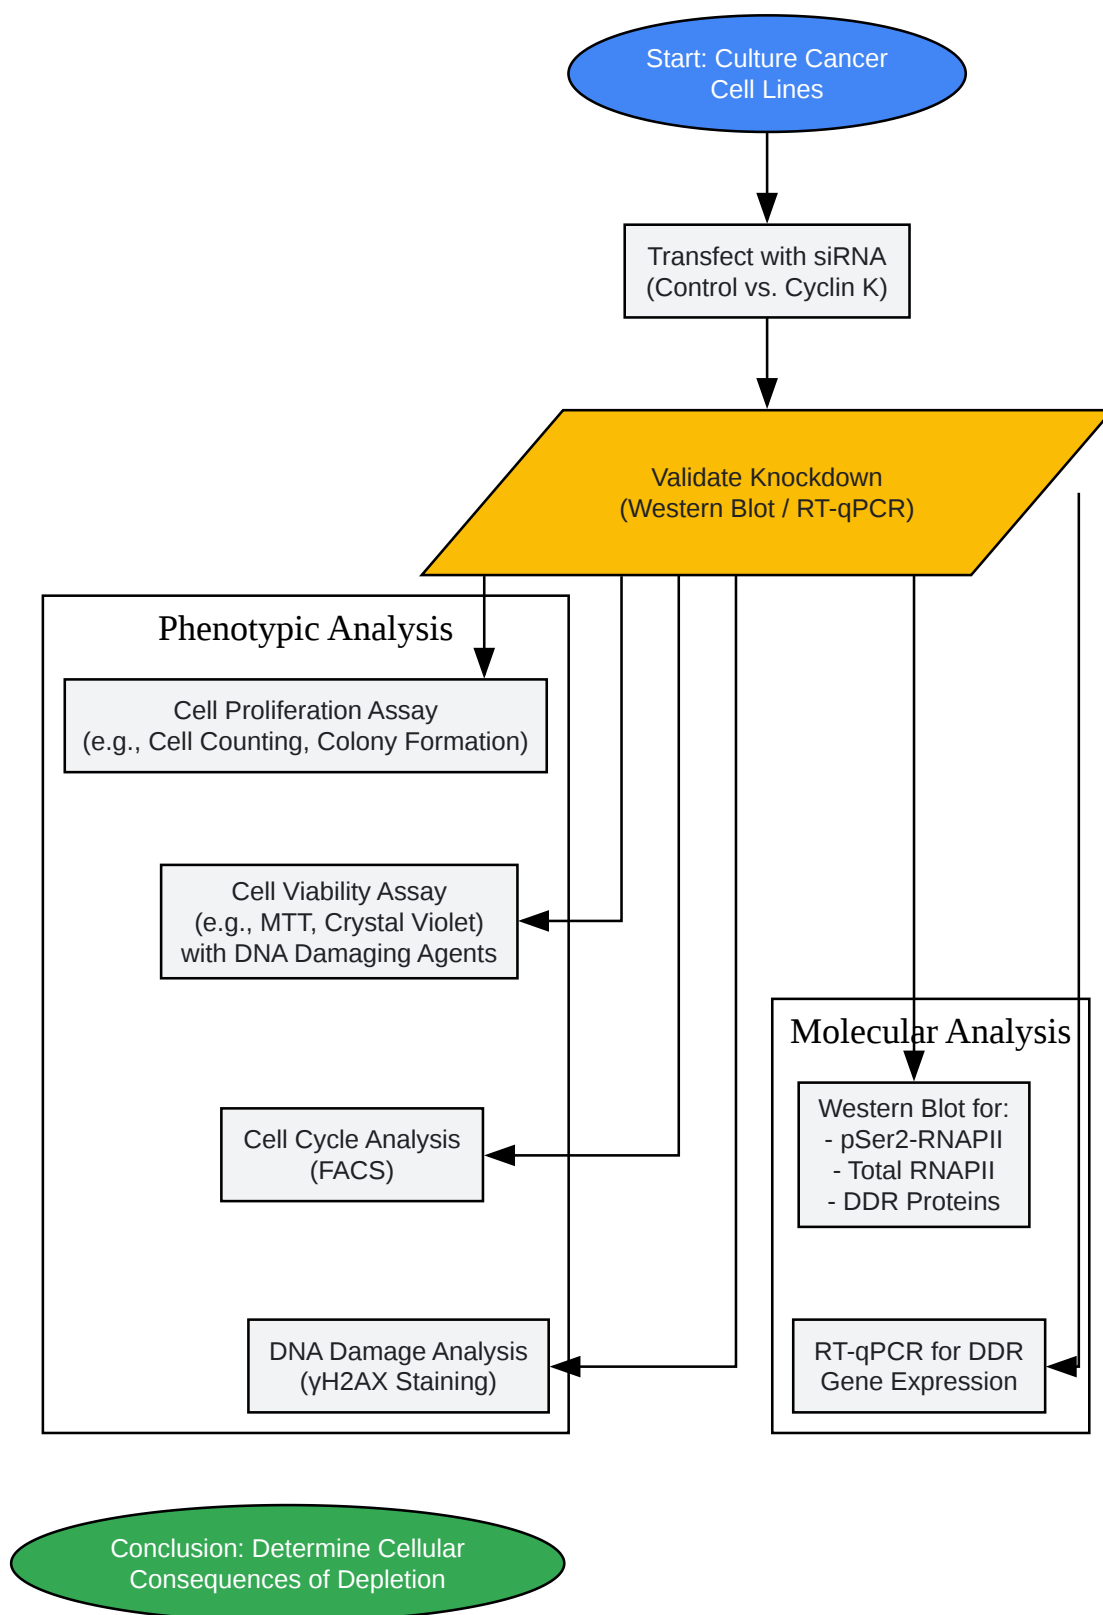 Start: Culture Cancer
Cell Lines
Transfect with siRNA
(Control vs. Cyclin K)
Validate Knockdown
(Western Blot / RT-qPCR)
Phenotypic Analysis
Cell Proliferation Assay
(e.g., Cell Counting, Colony Formation)
Cell Viability Assay
(e.g., MTT, Crystal Violet)
with DNA Damaging Agents
Cell Cycle Analysis
(FACS)
DNA Damage Analysis
(γH2AX Staining)
Molecular Analysis
Western Blot for:
- pSer2-RNAPII
- Total RNAPII
- DDR Proteins
RT-qPCR for DDR
Gene Expression
Conclusion: Determine Cellular
Consequences of Depletion